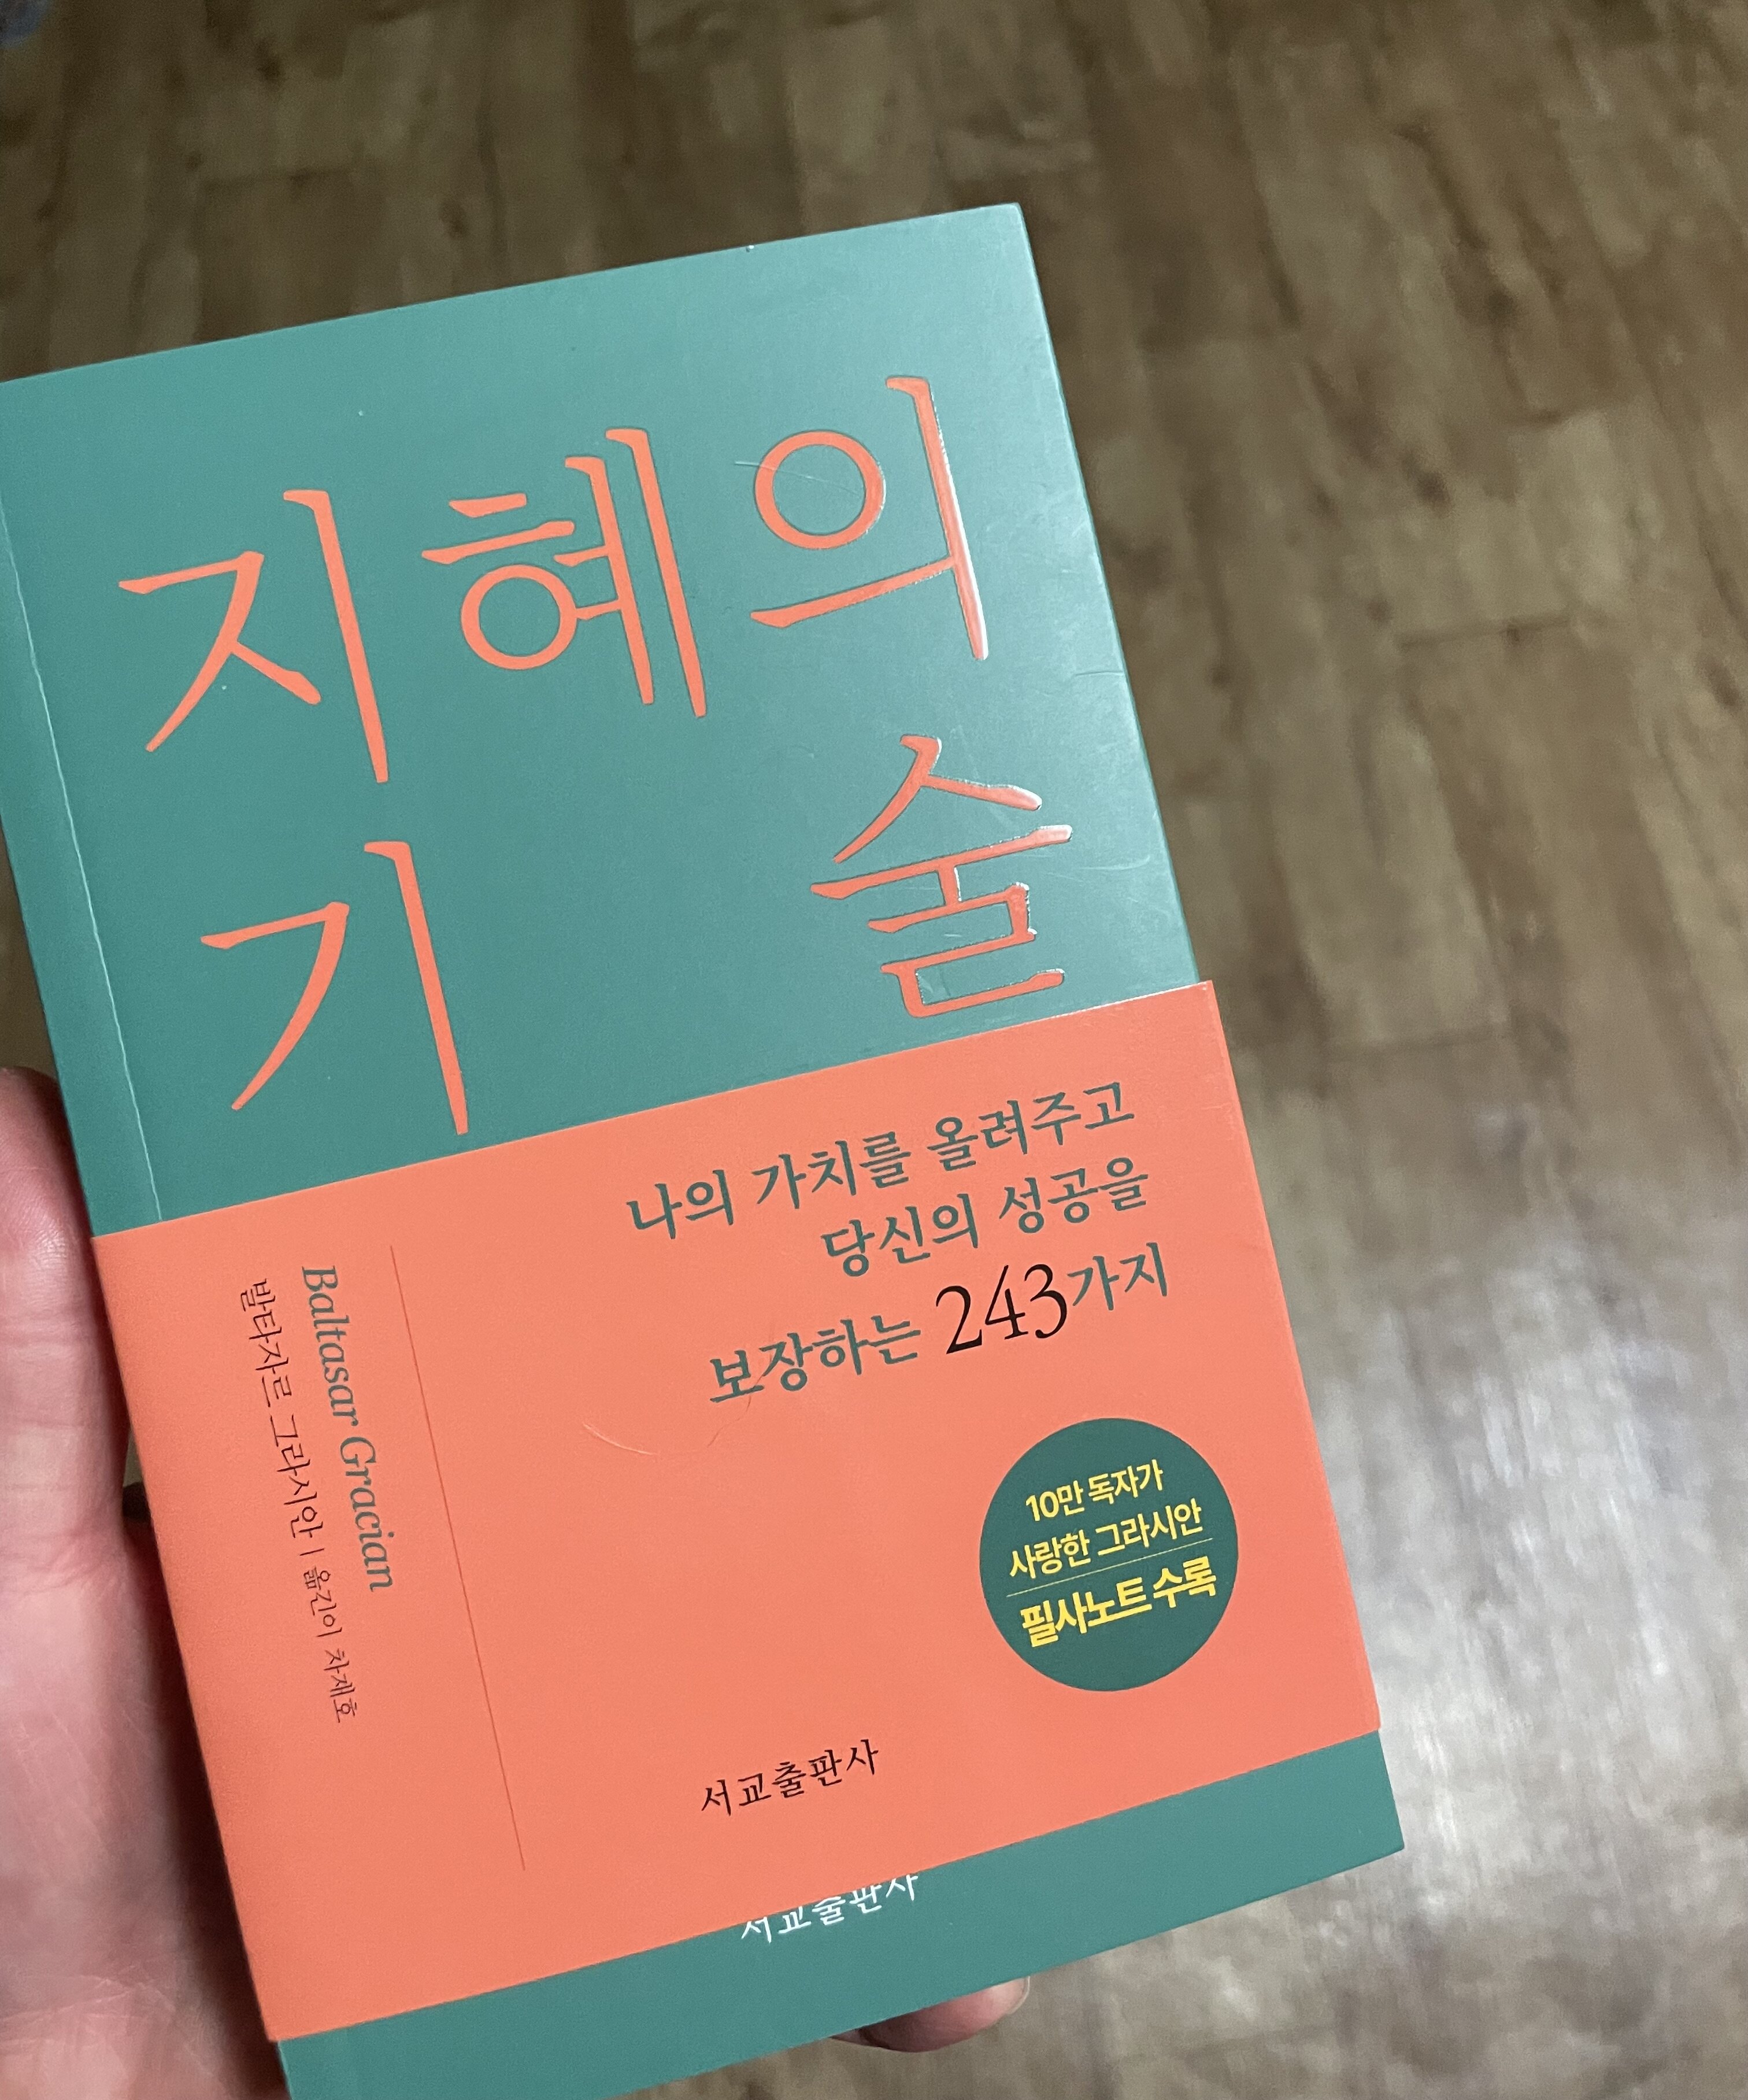 지혜의
기 술
나의 가치를 올려주고
당신의 성공을
보장하는 243가지
Baltasar Gracian
발타자르 그라시안 | 옮긴이 차재호
10만 독자가
사랑한 그라시안
필사노트 수록
서교출판사
서교출판사